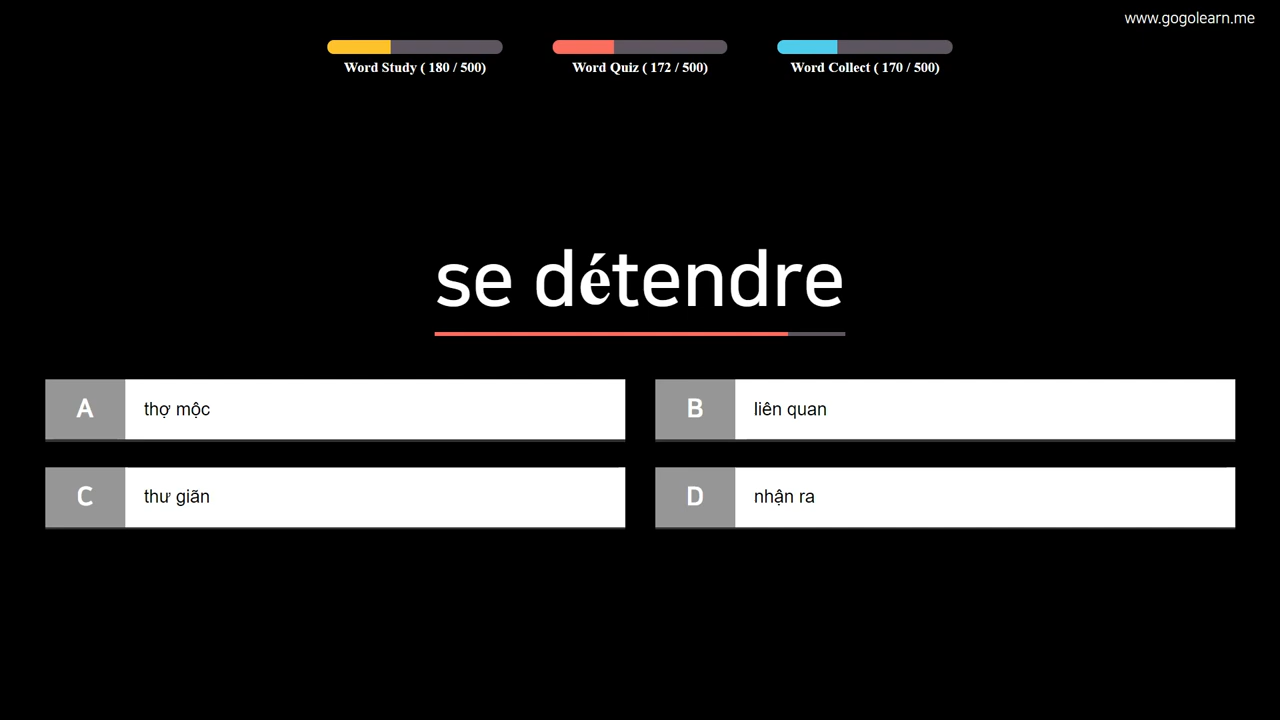 www.gogolearn.me
Word Study ( 180 / 500)
Word Quiz ( 172 / 500)
Word Collect ( 170 / 500)
se détendre
A thợ mộc
B liên quan
C thư giãn
D nhận ra